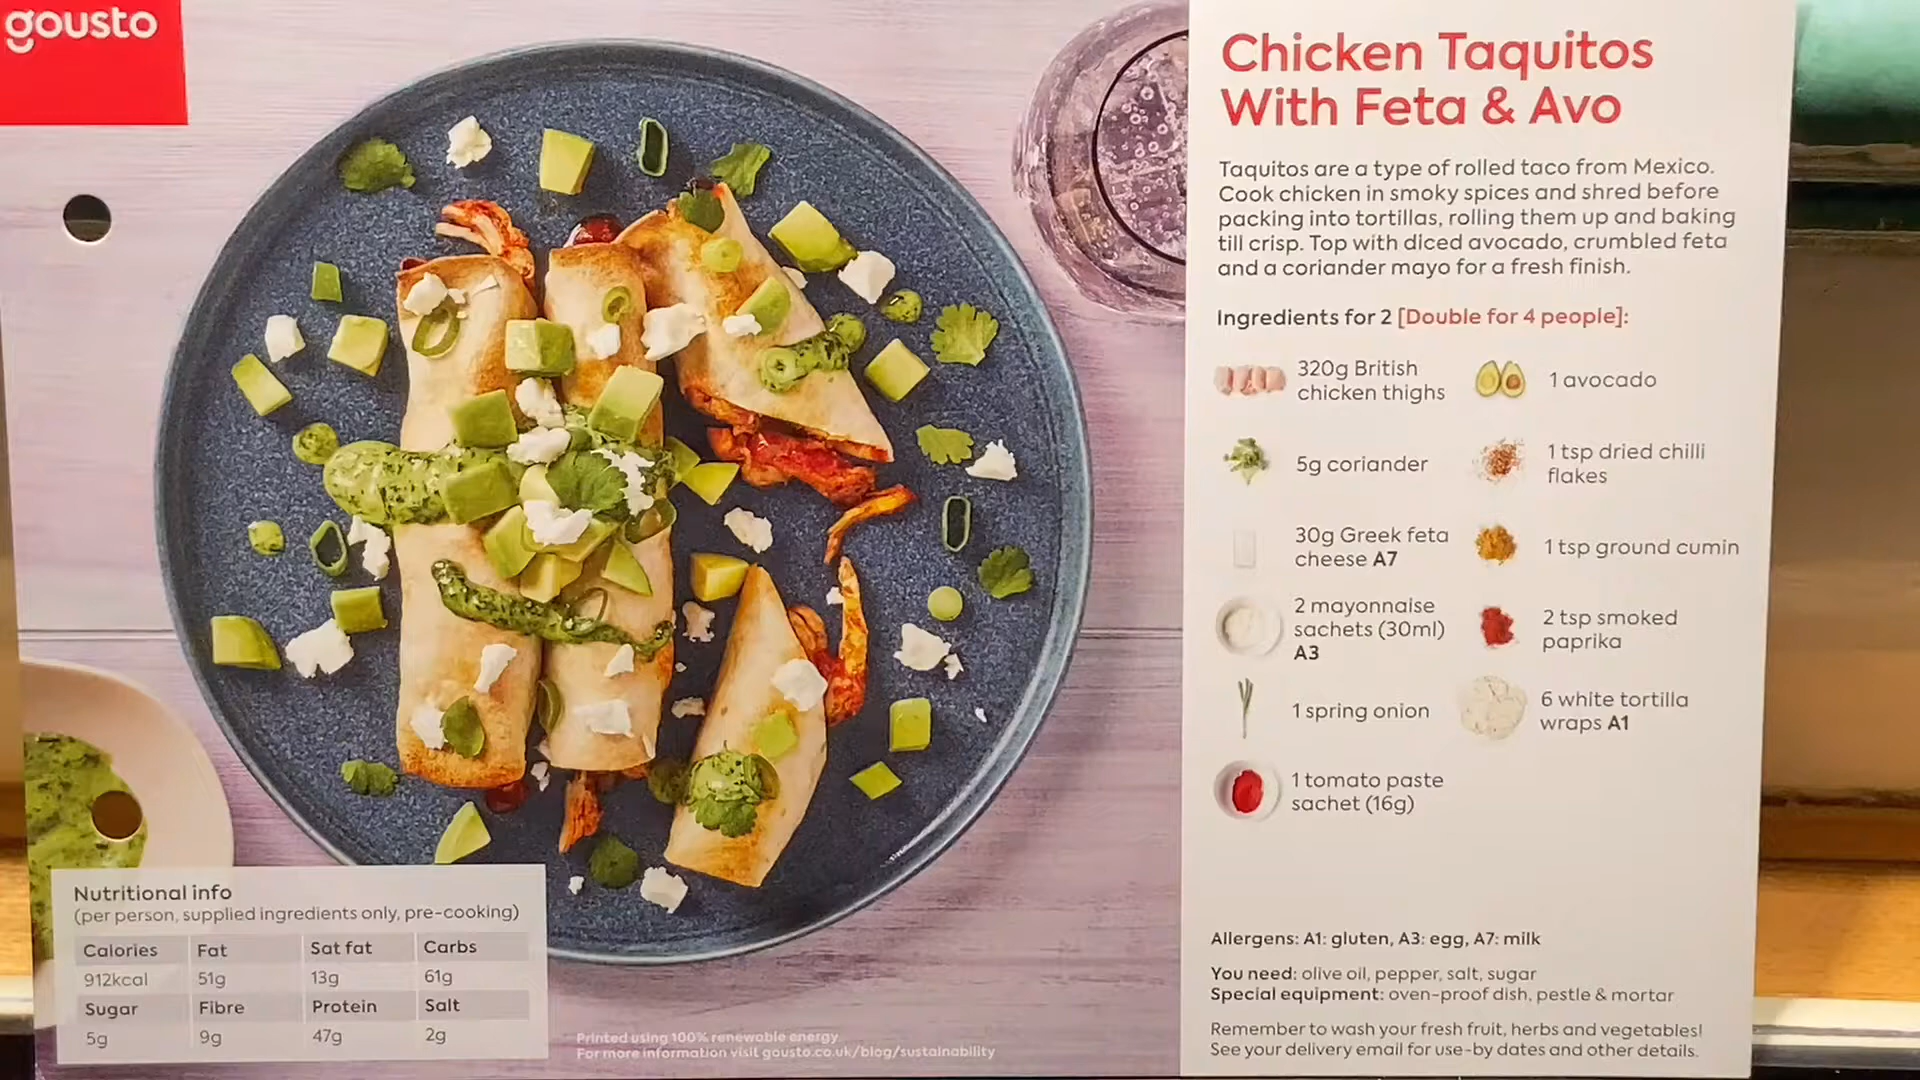 gousto
Chicken Taquitos
With Feta & Avo
Taquitos are a type of rolled taco from Mexico.
Cook chicken in smoky spices and shred before
packing into tortillas, rolling them up and baking
till crisp. Top with diced avocado, crumbled feta
and a coriander mayo for a fresh finish.
Ingredients for 2 [Double for 4 people]:
320g British
chicken thighs
1 avocado
5g coriander
1 tsp dried chilli
flakes
30g Greek feta
cheese A7
1 tsp ground cumin
2 mayonnaise
sachets (30ml)
A3
2 tsp smoked
paprika
1 spring onion
6 white tortilla
wraps A1
1 tomato paste
sachet (16g)
Allergens: A1: gluten, A3: egg, A7: milk
You need: olive oil, pepper, salt, sugar
Special equipment: oven-proof dish, pestle & mortar
Remember to wash your fresh fruit, herbs and vegetables!
See your delivery email for use-by dates and other details.
Nutritional info
(per person, supplied ingredients only, pre-cooking)
Calories Fat Sat fat Carbs
912kcal 51g 13g 61g
Sugar Fibre Protein Salt
5g 9g 47g 2g
Printed using 100% renewable energy
For more information visit gousto.co.uk/blog/sustainability